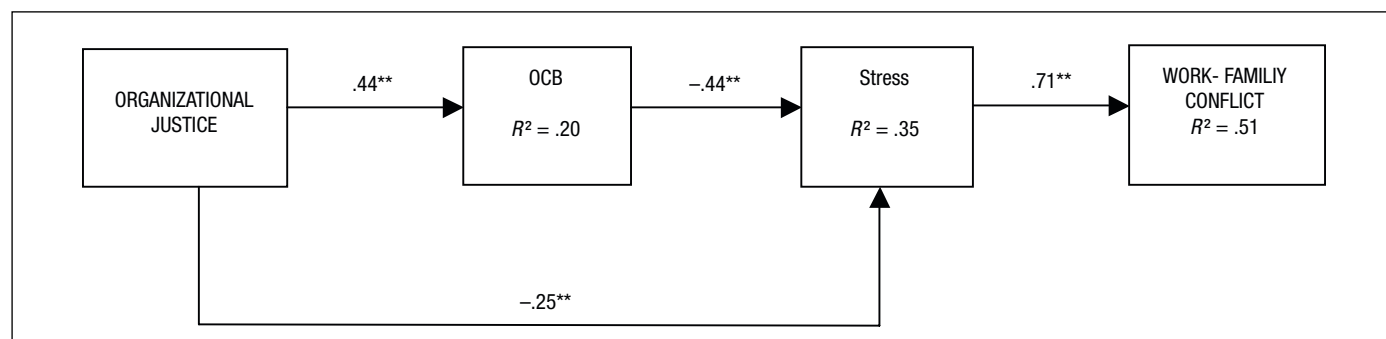 ORGANIZATIONAL
JUSTICE
.44**
OCB
R² = .20
–.44**
Stress
R² = .35
.71**
WORK- FAMILIY
CONFLICT
R² = .51
–.25**